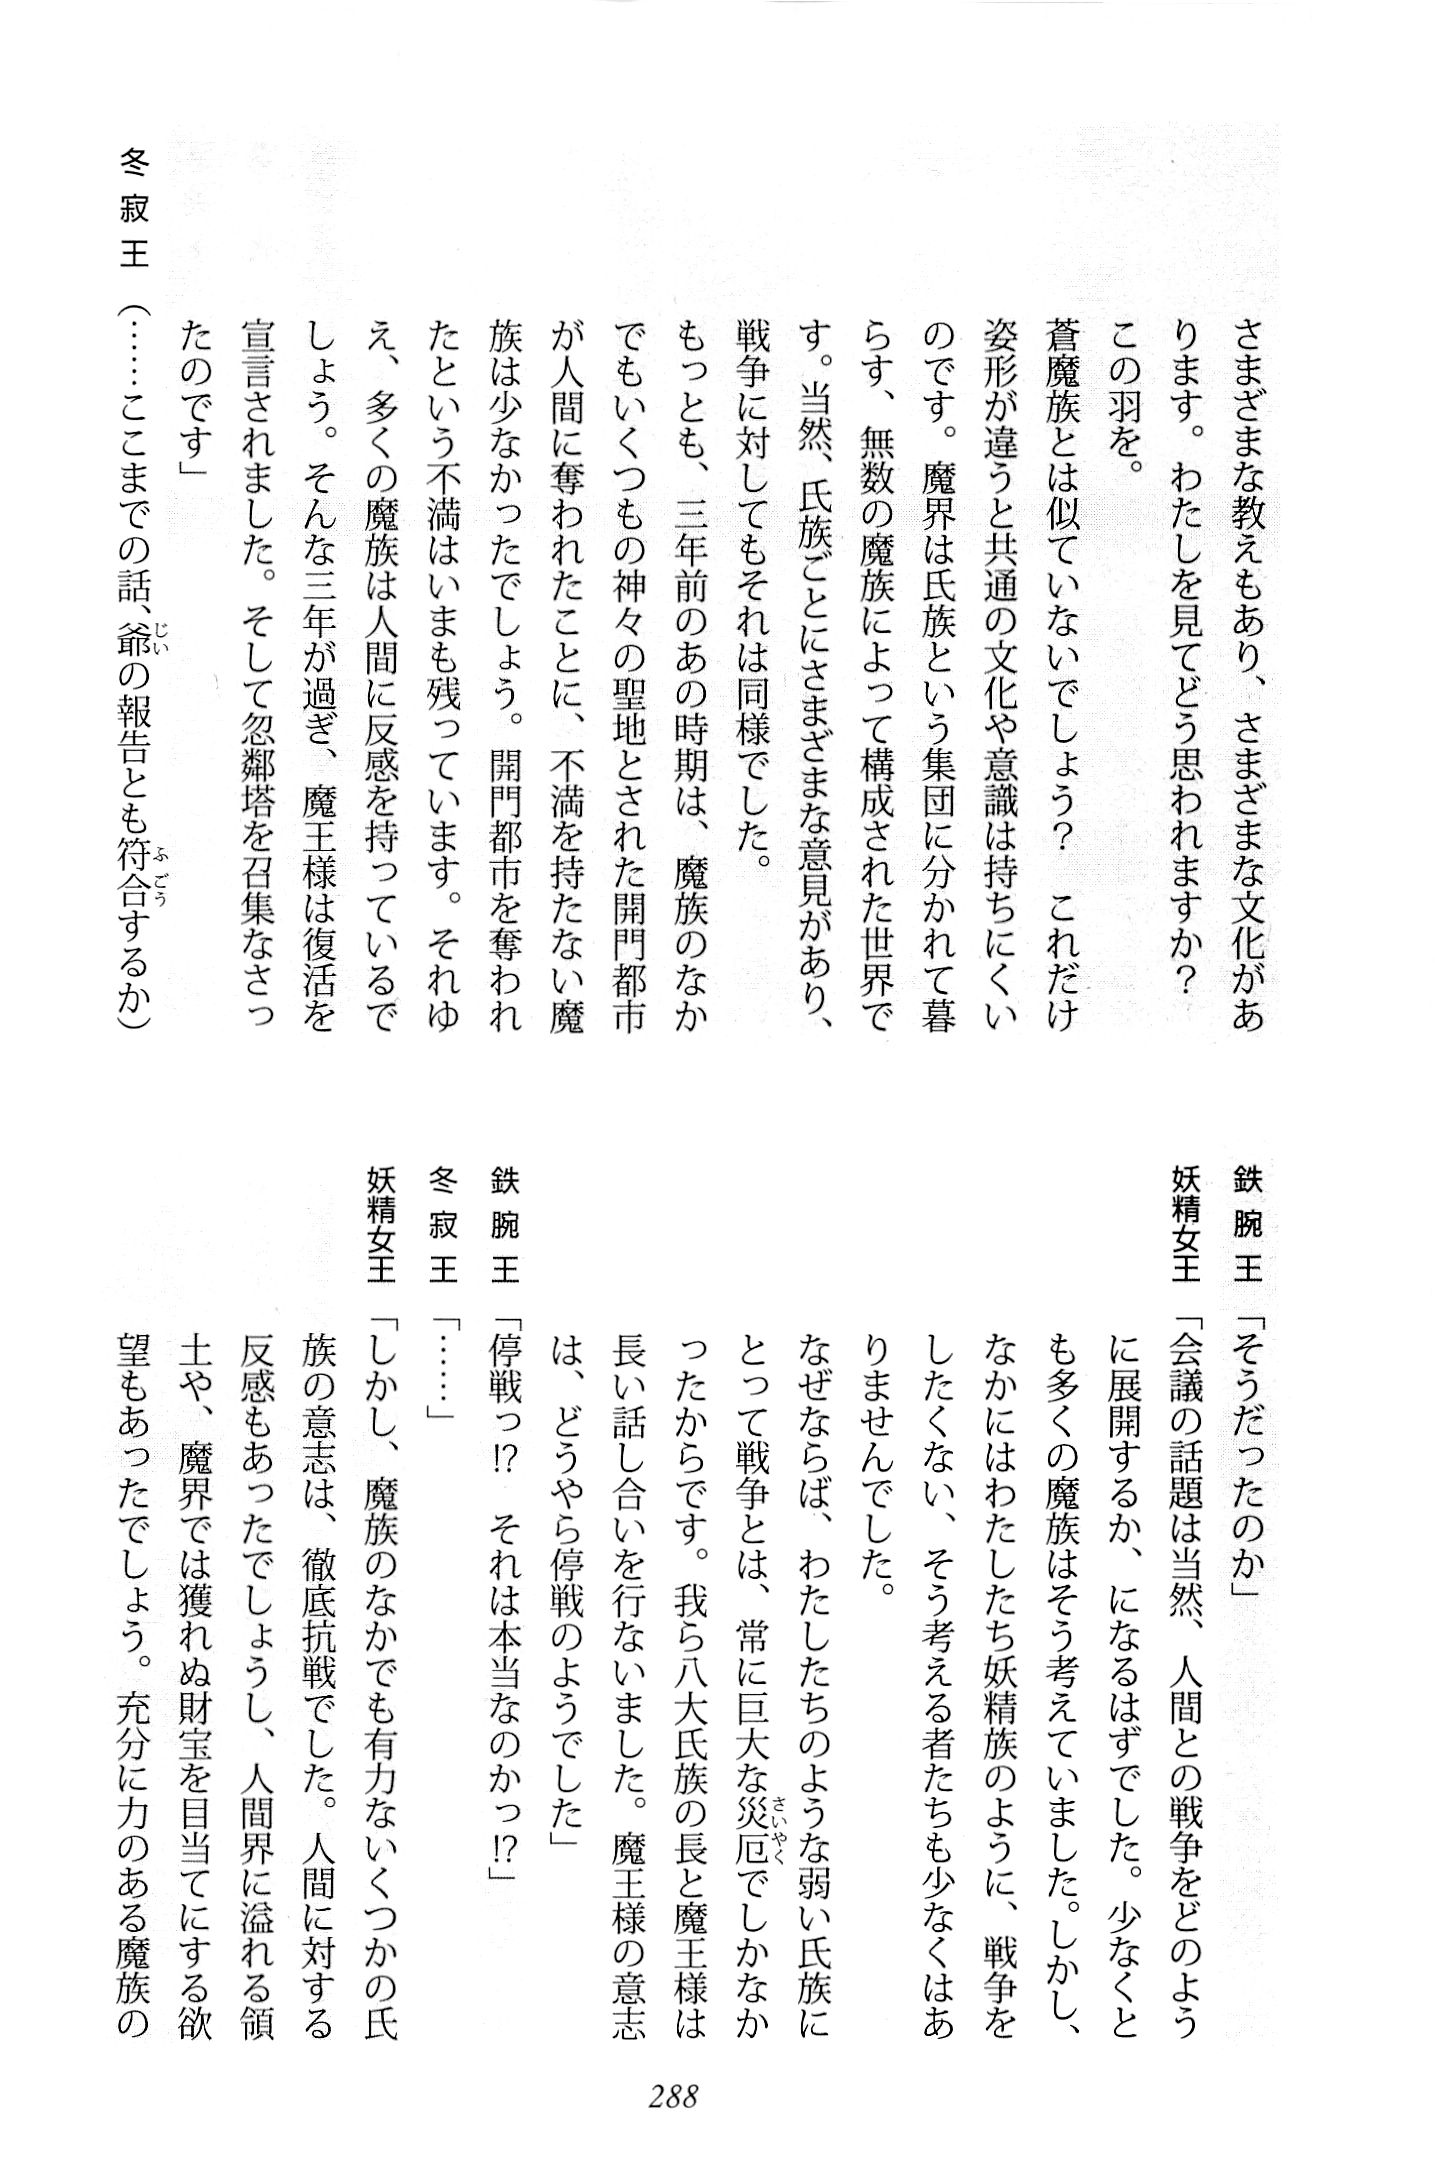 さまざまな教えもあり、さまざまな文化があ
ります。わたしを見てどう思われますか？
この羽を。
蒼魔族とは似ていないでしょう？　これだけ
姿形が違うと共通の文化や意識は持ちにくい
のです。魔界は氏族という集団に分かれて暮
らす、無数の魔族によって構成された世界で
す。当然、氏族ごとにさまざまな意見があり、
戦争に対してもそれは同様でした。
もっとも、三年前のあの時期は、魔族のなか
でもいくつもの神々の聖地とされた開門都市
が人間に奪われたことに、不満を持たない魔
族は少なかったでしょう。開門都市を奪われ
たという不満はいまも残っています。それゆ
え、多くの魔族は人間に反感を持っているで
しょう。そんな三年が過ぎ、魔王様は復活を
宣言されました。そして忽鄰塔を召集なさっ
たのです」
冬寂王　（……ここまでの話、爺の報告とも符合するか）
鉄腕王「そうだったのか」
妖精女王「会議の話題は当然、人間との戦争をどのよう
に展開するか、になるはずでした。少なくと
も多くの魔族はそう考えていました。しかし、
なかにはわたしたち妖精族のように、戦争を
したくない、そう考える者たちも少なくはあ
りませんでした。
なぜならば、わたしたちのような弱い氏族に
とって戦争とは、常に巨大な災厄でしかなか
ったからです。我ら八大氏族の長と魔王様は
長い話し合いを行ないました。魔王様の意志
は、どうやら停戦のようでした」
鉄腕王「停戦っ!?　それは本当なのかっ!?」
冬寂王「……」
妖精女王「しかし、魔族のなかでも有力ないくつかの氏
族の意志は、徹底抗戦でした。人間に対する
反感もあったでしょうし、人間界に溢れる領
土や、魔界では獲れぬ財宝を目当てにする欲
望もあったでしょう。充分に力のある魔族の
288